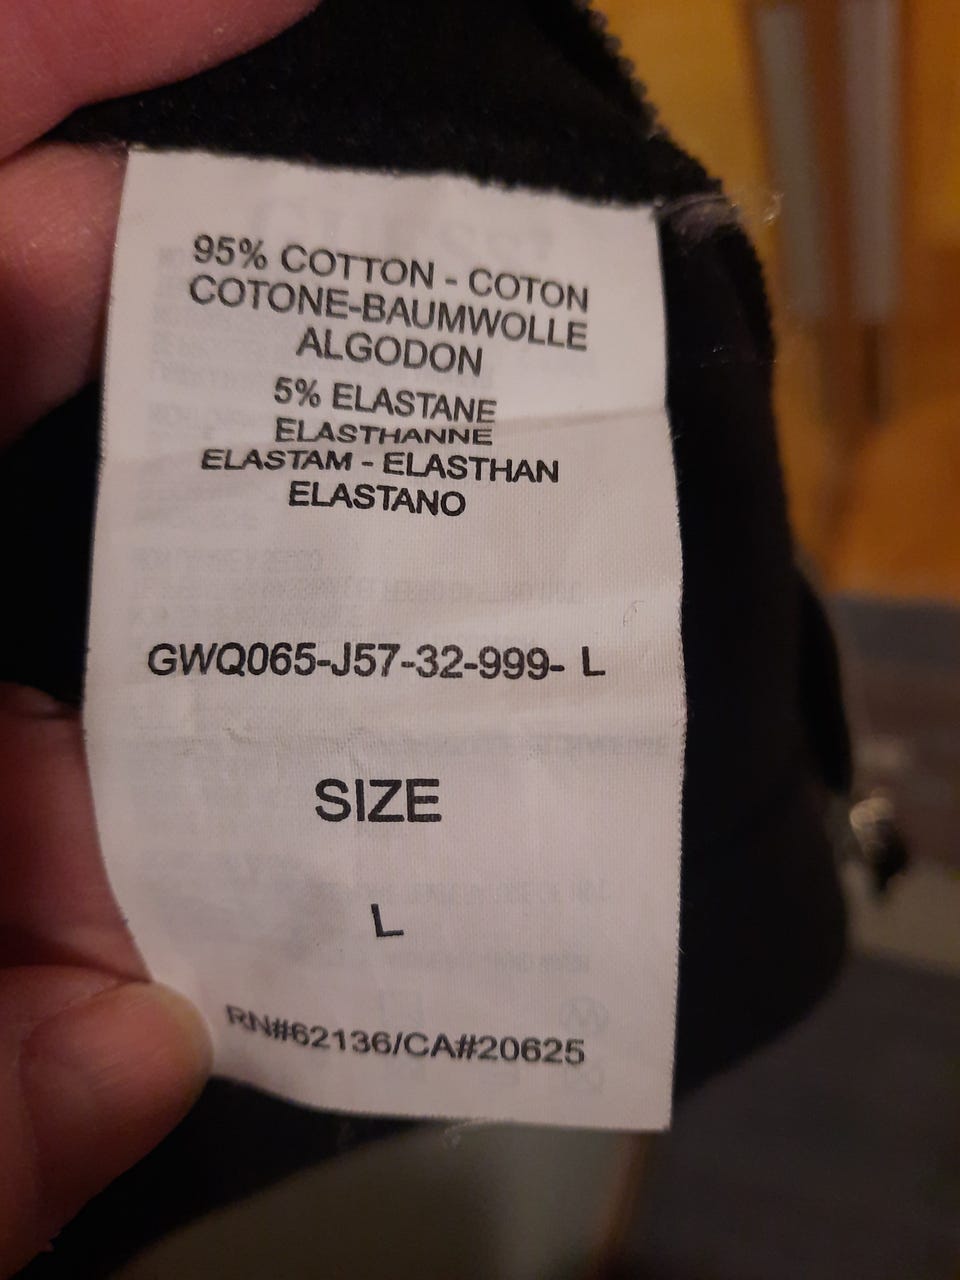 95% COTTON - COTON
COTONE-BAUMWOLLE
ALGODON
5% ELASTANE
ELASTHANNE
ELASTAM - ELASTHAN
ELASTANO
GWQ065-J57-32-999- L
SIZE
L
RN#62136/CA#20625